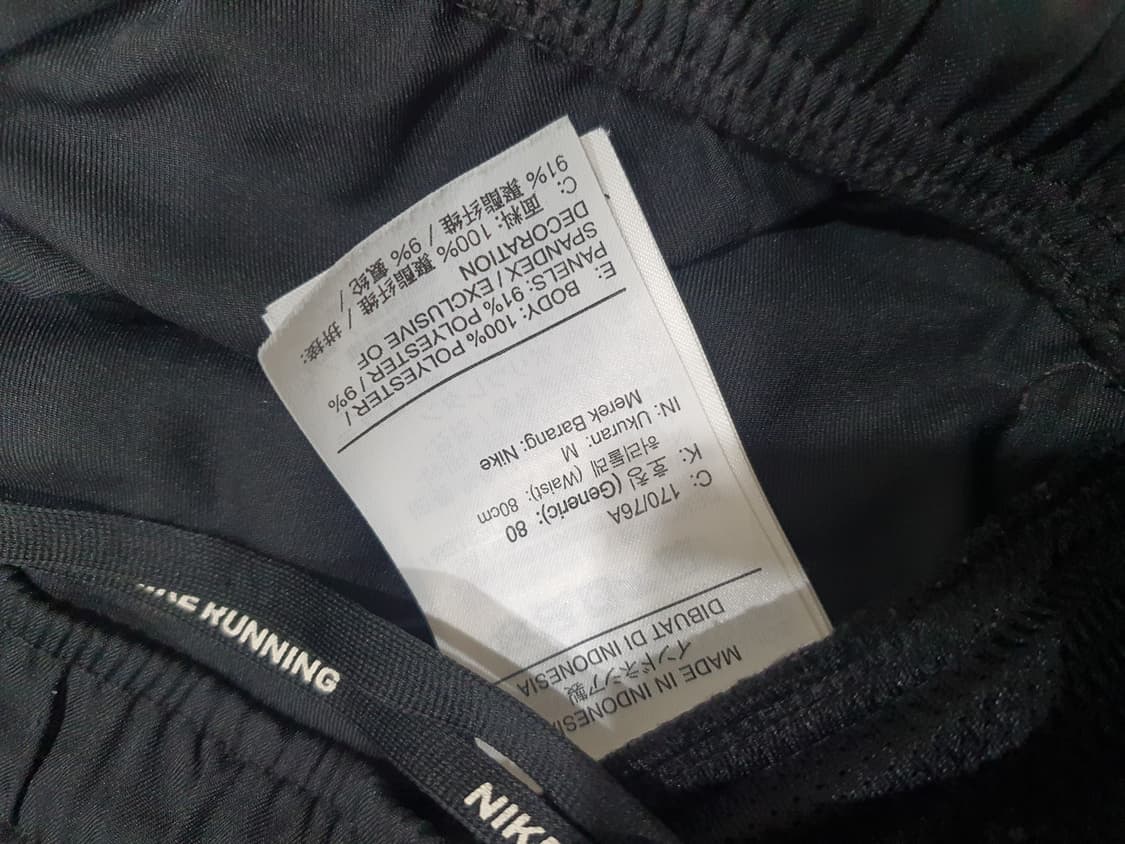 MADE IN INDONESIA
インドネシア製
DIBUAT DI INDONESIA
C: 170/76A
K: 호칭 (Generic): 80
허리둘레 (Waist): 80cm
IN: Ukuran: M
Merek Barang: Nike
E: BODY: 100% POLYESTER /
PANELS: 91% POLYESTER / 9%
SPANDEX / EXCLUSIVE OF
DECORATION
C: 面料: 100% 聚酯纤维 / 拼接:
91% 聚酯纤维 / 9% 氨纶 /
RUNNING
NIKE